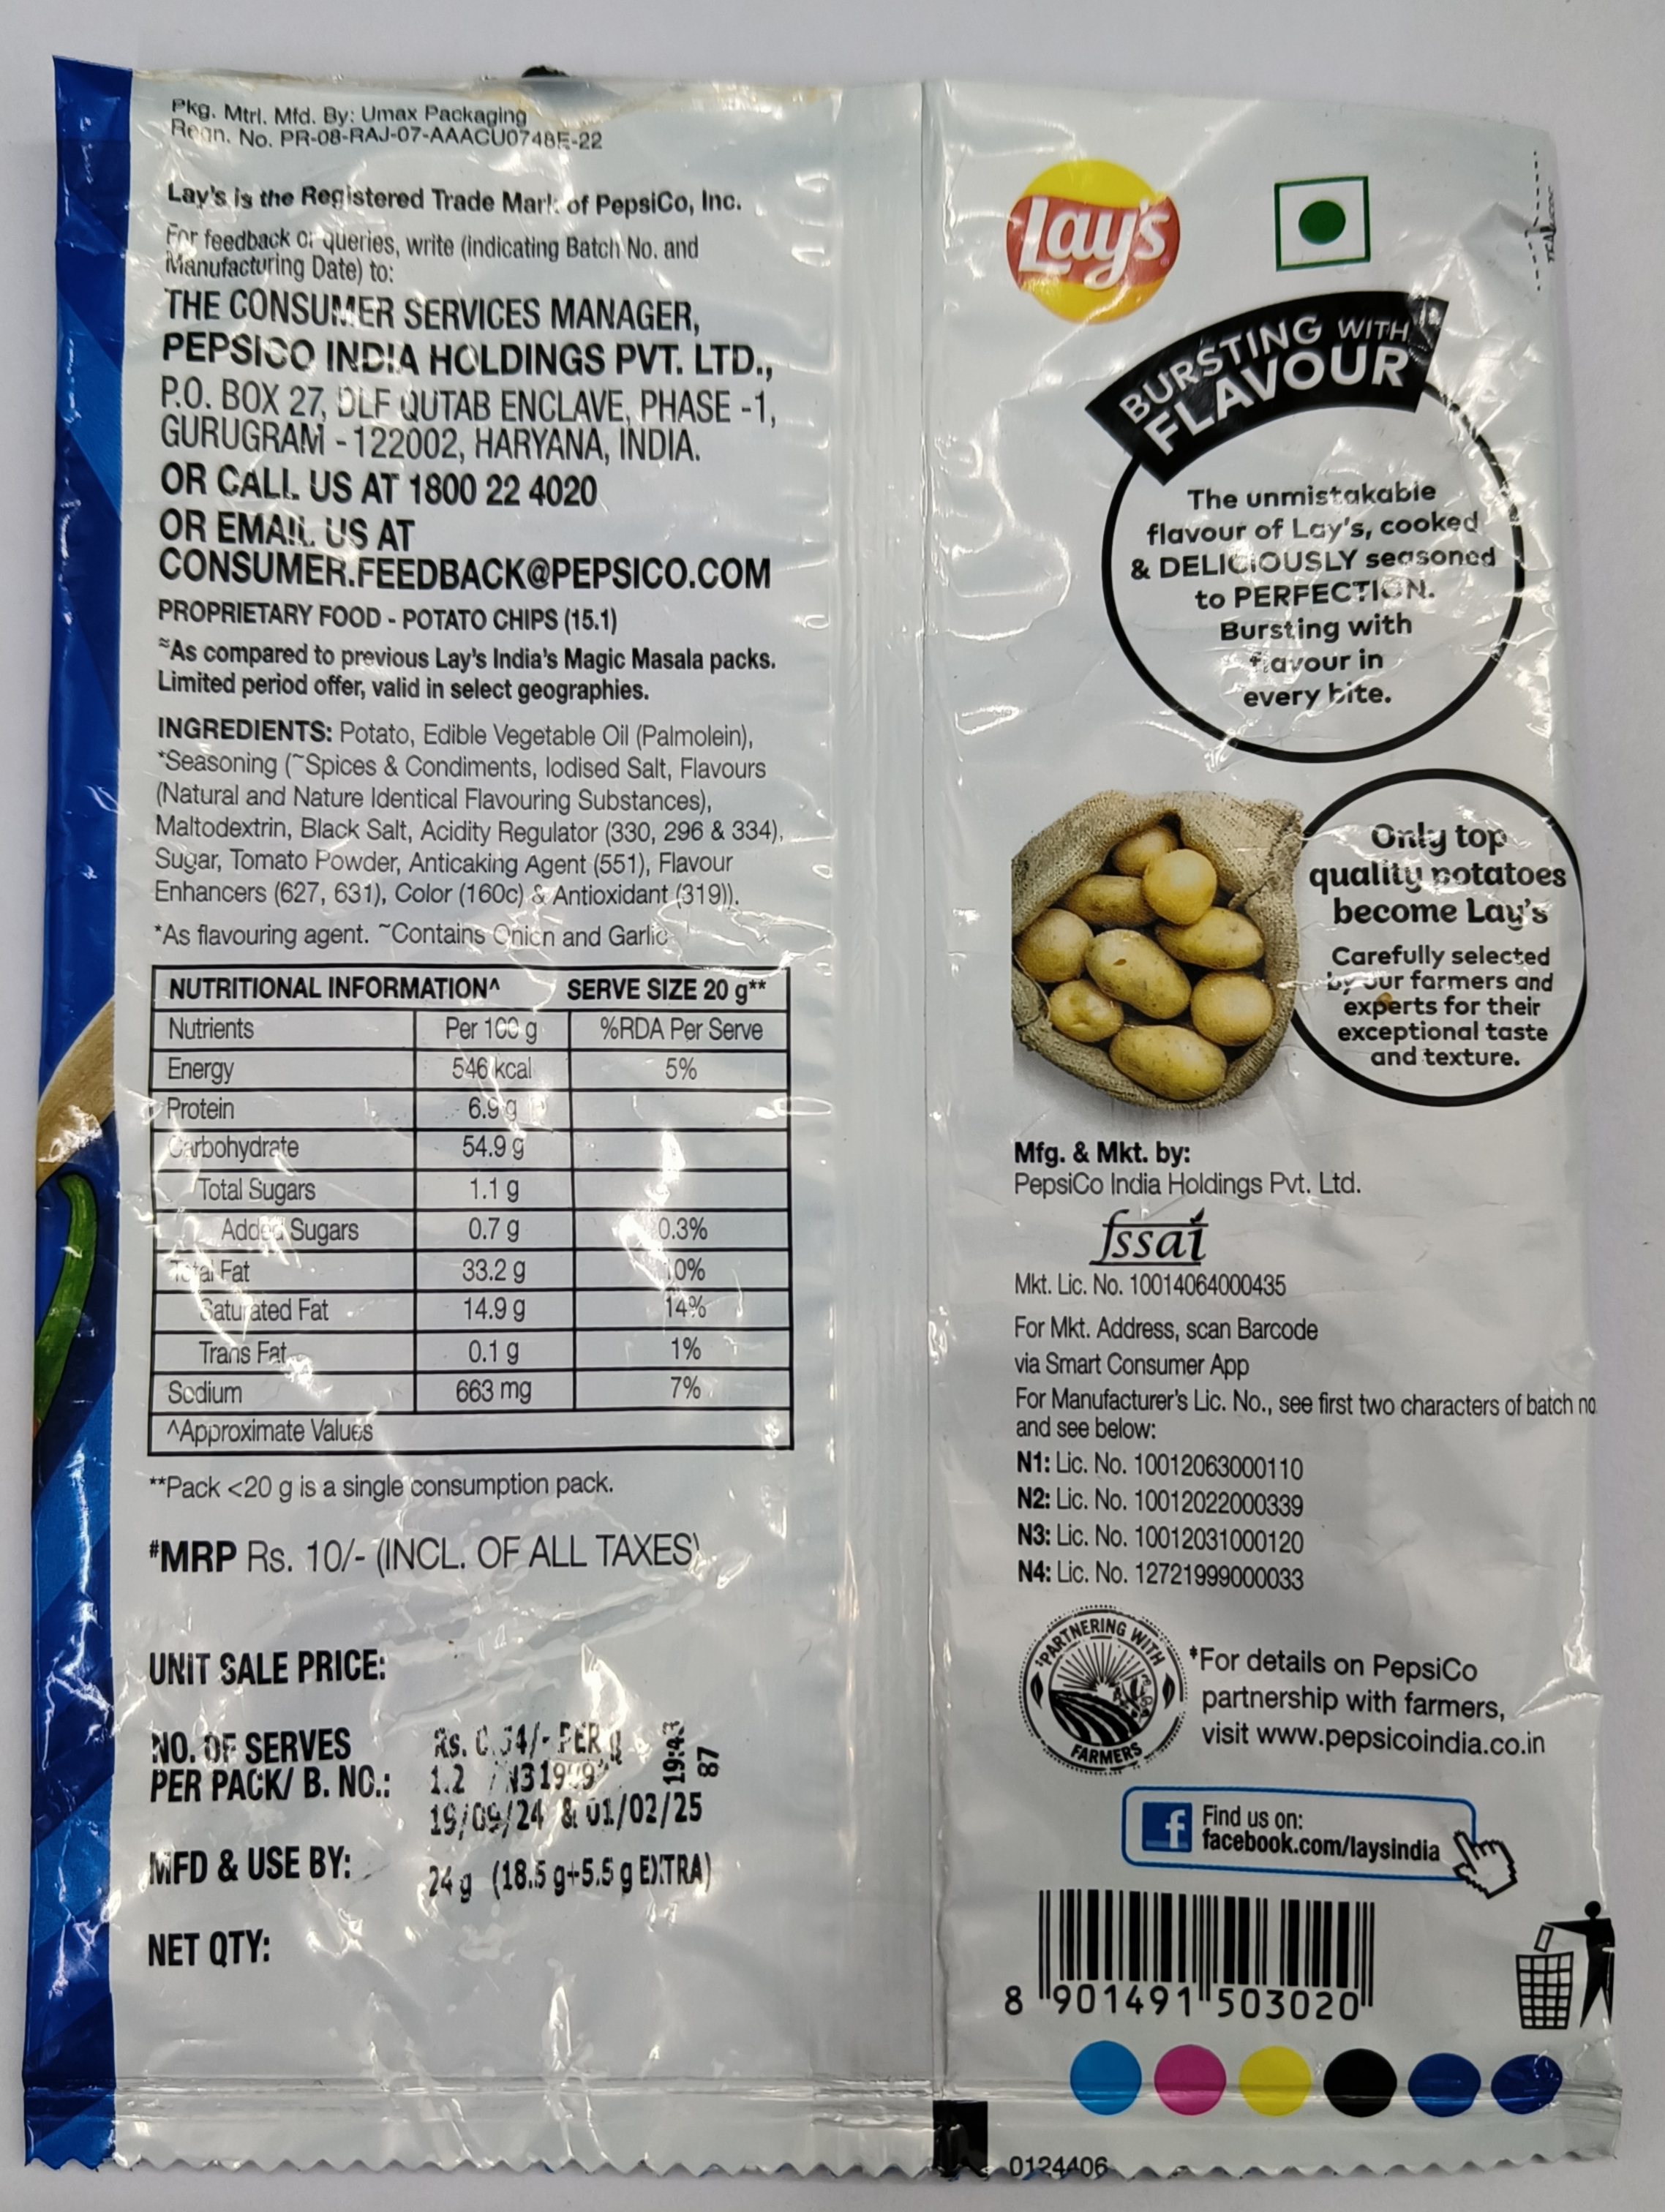 Pkg. Mtrl. Mfd. By: Umax Packaging
Regn. No. PR-08-RAJ-07-AAACU0748E-22
Lay's is the Registered Trade Mark of PepsiCo, Inc.
For feedback or queries, write (indicating Batch No. and
Manufacturing Date) to:
THE CONSUMER SERVICES MANAGER,
PEPSICO INDIA HOLDINGS PVT. LTD.,
P.O. BOX 27, DLF QUTAB ENCLAVE, PHASE -1,
GURUGRAM - 122002, HARYANA, INDIA.
OR CALL US AT 1800 22 4020
OR EMAIL US AT
CONSUMER.FEEDBACK@PEPSICO.COM
PROPRIETARY FOOD - POTATO CHIPS (15.1)
≈As compared to previous Lay's India's Magic Masala packs.
Limited period offer, valid in select geographies.
INGREDIENTS: Potato, Edible Vegetable Oil (Palmolein),
*Seasoning (~Spices & Condiments, Iodised Salt, Flavours
(Natural and Nature Identical Flavouring Substances),
Maltodextrin, Black Salt, Acidity Regulator (330, 296 & 334),
Sugar, Tomato Powder, Anticaking Agent (551), Flavour
Enhancers (627, 631), Color (160c) & Antioxidant (319)).
*As flavouring agent. ~Contains Onion and Garlic
NUTRITIONAL INFORMATION^ SERVE SIZE 20 g**
Nutrients Per 100 g %RDA Per Serve
Energy 546 kcal 5%
Protein 6.9 g
Carbohydrate 54.9 g
Total Sugars 1.1 g
Added Sugars 0.7 g 0.3%
Total Fat 33.2 g 10%
Saturated Fat 14.9 g 14%
Trans Fat 0.1 g 1%
Sodium 663 mg 7%
^Approximate Values
**Pack <20 g is a single consumption pack.
#MRP Rs. 10/- (INCL. OF ALL TAXES)
UNIT SALE PRICE:
NO. OF SERVES
PER PACK/ B. NO.:
MFD & USE BY:
NET QTY:
Rs. PER
1.2
19/09/24 & 01/02/25
24 g (18.5 g+5.5 g EXTRA)
19:43
87
Lay's
BURSTING WITH
FLAVOUR
The unmistakable
flavour of Lay's, cooked
& DELICIOUSLY seasoned
to PERFECTION.
Bursting with
flavour in
every bite.
Only top
quality potatoes
become Lay's
Carefully selected
by our farmers and
experts for their
exceptional taste
and texture.
Mfg. & Mkt. by:
PepsiCo India Holdings Pvt. Ltd.
fssai
Mkt. Lic. No. 10014064000435
For Mkt. Address, scan Barcode
via Smart Consumer App
For Manufacturer's Lic. No., see first two characters of batch no
and see below:
N1: Lic. No. 10012063000110
N2: Lic. No. 10012022000339
N3: Lic. No. 10012031000120
N4: Lic. No. 12721999000033
‡PARTNERING WITH
FARMERS
‡For details on PepsiCo
partnership with farmers,
visit www.pepsicoindia.co.in
Find us on:
facebook.com/laysindia
8 901491 503020
0124406